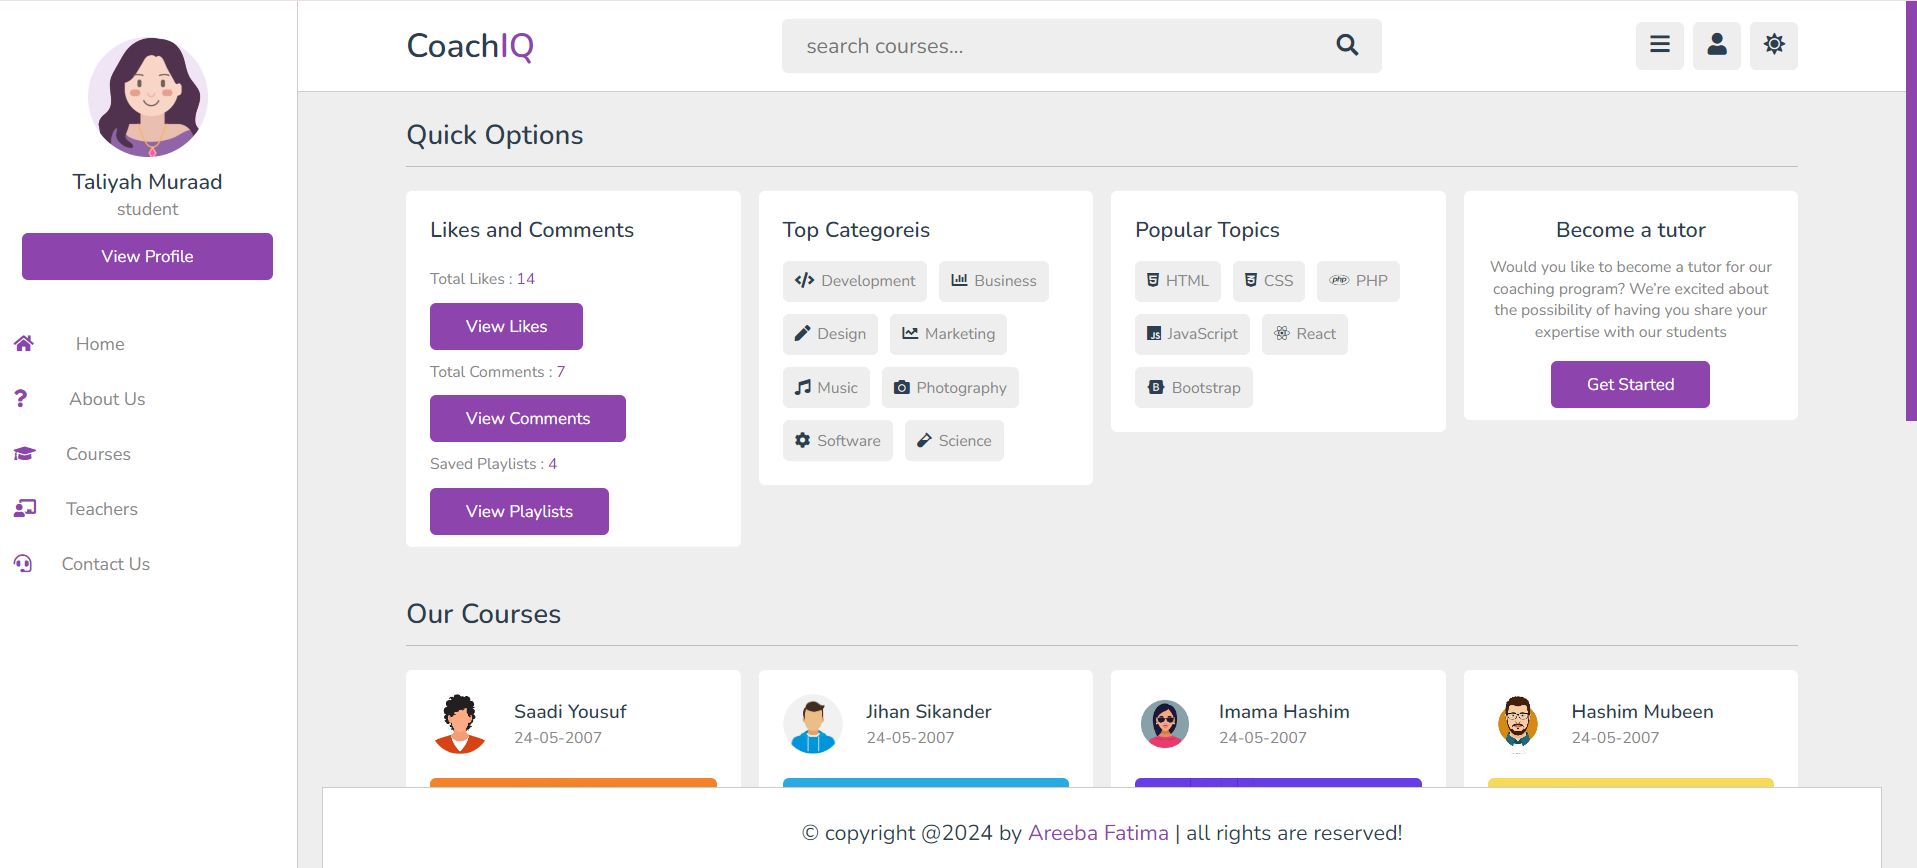 Taliyah Muraad
student
View Profile
Home
About Us
Courses
Teachers
Contact Us
CoachIQ
search courses...
Quick Options
Likes and Comments
Total Likes : 14
View Likes
Total Comments : 7
View Comments
Saved Playlists : 4
View Playlists
Top Categoreis
Development
Business
Design
Marketing
Music
Photography
Software
Science
Popular Topics
HTML
CSS
php PHP
JS JavaScript
React
B Bootstrap
Become a tutor
Would you like to become a tutor for our
coaching program? We're excited about
the possibility of having you share your
expertise with our students
Get Started
Our Courses
Saadi Yousuf
24-05-2007
Jihan Sikander
24-05-2007
Imama Hashim
24-05-2007
Hashim Mubeen
24-05-2007
© copyright @2024 by Areeba Fatima | all rights are reserved!